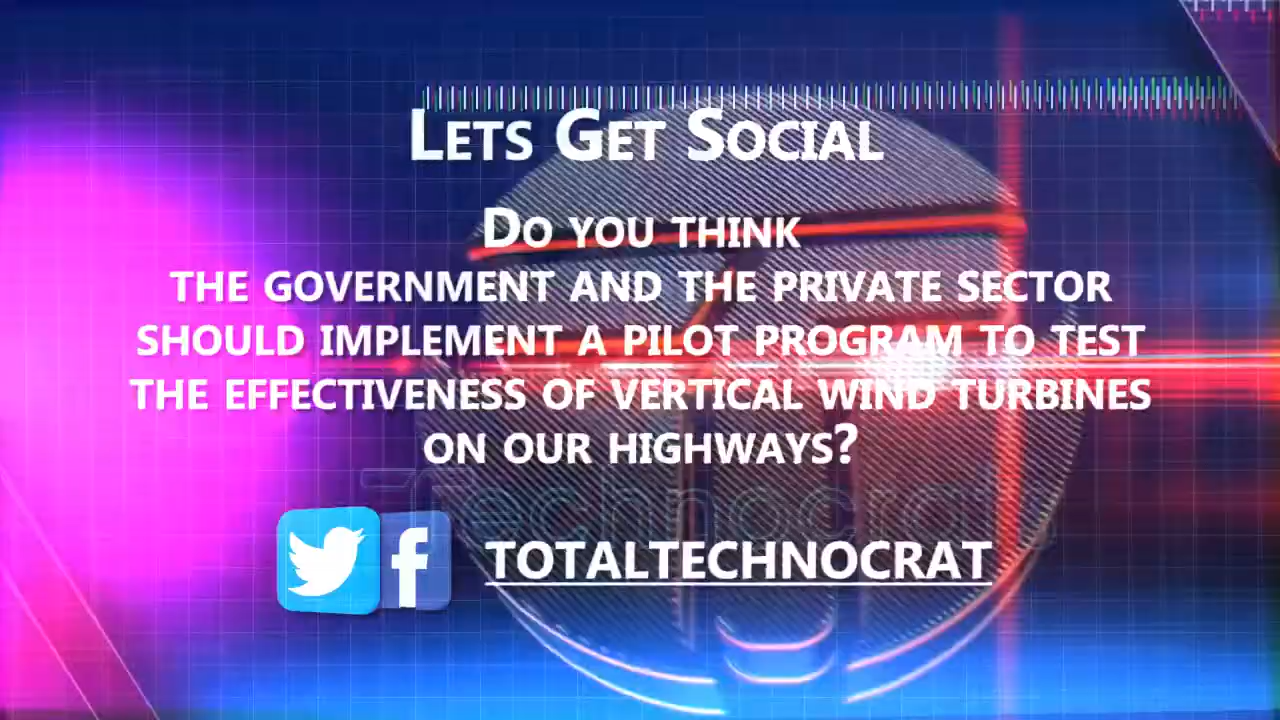 Lets Get Social
Do you think
the government and the private sector
should implement a pilot program to test
the effectiveness of vertical wind turbines
on our highways?
Technocrat
f TOTALTECHNOCRAT